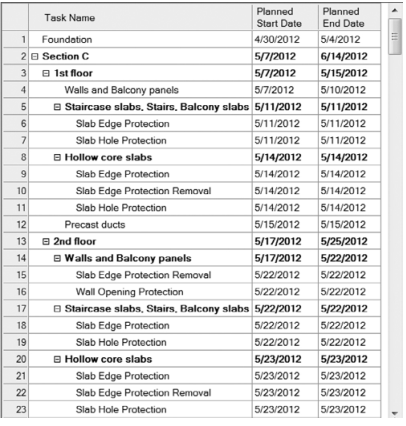 Task Name Planned Start Date Planned End Date
1 Foundation 4/30/2012 5/4/2012
2 Section C 5/7/2012 6/14/2012
3 1st floor 5/7/2012 5/15/2012
4 Walls and Balcony panels 5/7/2012 5/10/2012
5 Staircase slabs, Stairs, Balcony slabs 5/11/2012 5/11/2012
6 Slab Edge Protection 5/11/2012 5/11/2012
7 Slab Hole Protection 5/11/2012 5/11/2012
8 Hollow core slabs 5/14/2012 5/14/2012
9 Slab Edge Protection 5/14/2012 5/14/2012
10 Slab Edge Protection Removal 5/14/2012 5/14/2012
11 Slab Hole Protection 5/14/2012 5/14/2012
12 Precast ducts 5/15/2012 5/15/2012
13 2nd floor 5/17/2012 5/25/2012
14 Walls and Balcony panels 5/17/2012 5/22/2012
15 Slab Edge Protection Removal 5/22/2012 5/22/2012
16 Wall Opening Protection 5/22/2012 5/22/2012
17 Staircase slabs, Stairs, Balcony slabs 5/22/2012 5/22/2012
18 Slab Edge Protection 5/22/2012 5/22/2012
19 Slab Hole Protection 5/22/2012 5/22/2012
20 Hollow core slabs 5/23/2012 5/23/2012
21 Slab Edge Protection 5/23/2012 5/23/2012
22 Slab Edge Protection Removal 5/23/2012 5/23/2012
23 Slab Hole Protection 5/23/2012 5/23/2012